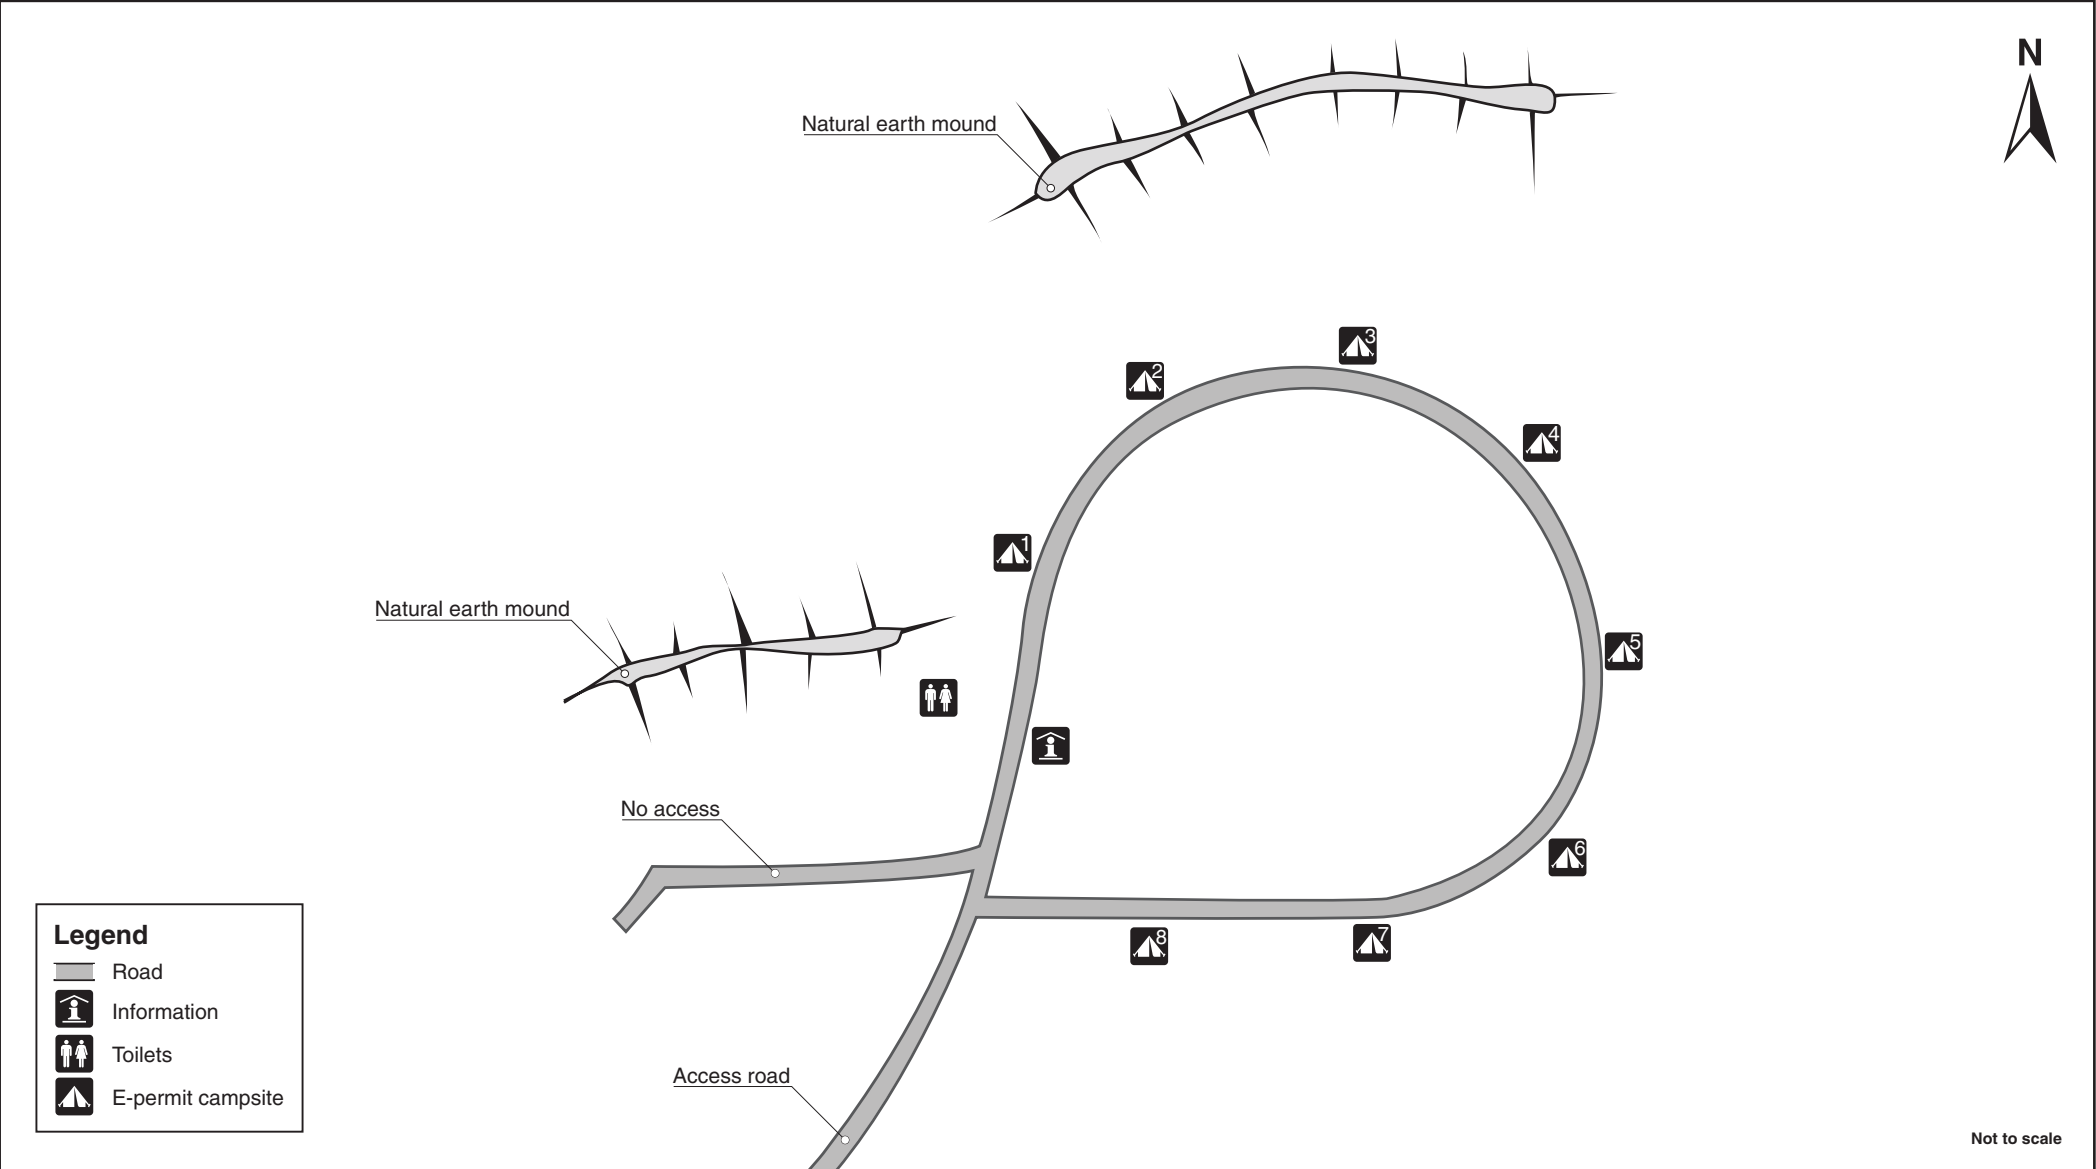 N
Natural earth mound
3
2
4
1
Natural earth mound
5
No access
6
7
8
Legend
Road
Information
Toilets
E-permit campsite
Access road
Not to scale